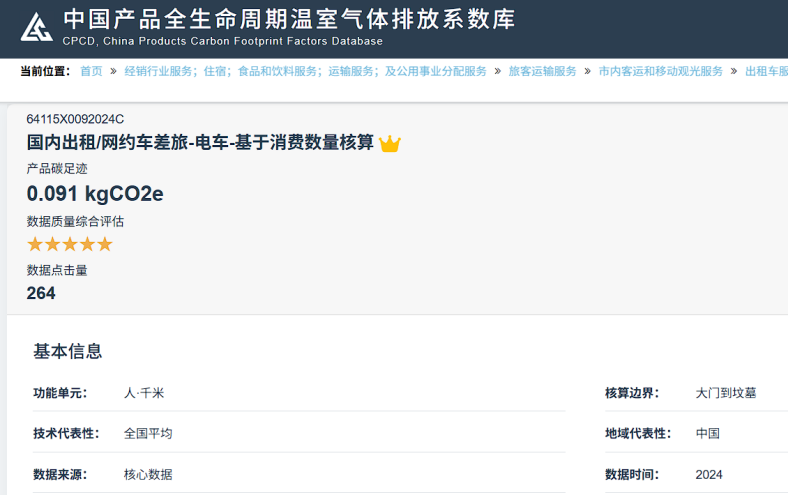 中国产品全生命周期温室气体排放系数库
CPCD, China Products Carbon Footprint Factors Database
当前位置： 首页 » 经销行业服务；住宿；食品和饮料服务；运输服务；及公用事业分配服务 » 旅客运输服务 » 市内客运和移动观光服务 » 出租车服
64115X0092024C
国内出租/网约车差旅-电车-基于消费数量核算
产品碳足迹
0.091 kgCO2e
数据质量综合评估
数据点击量
264
基本信息
功能单元： 人·千米 核算边界： 大门到坟墓
技术代表性： 全国平均 地域代表性： 中国
数据来源： 核心数据 数据时间： 2024